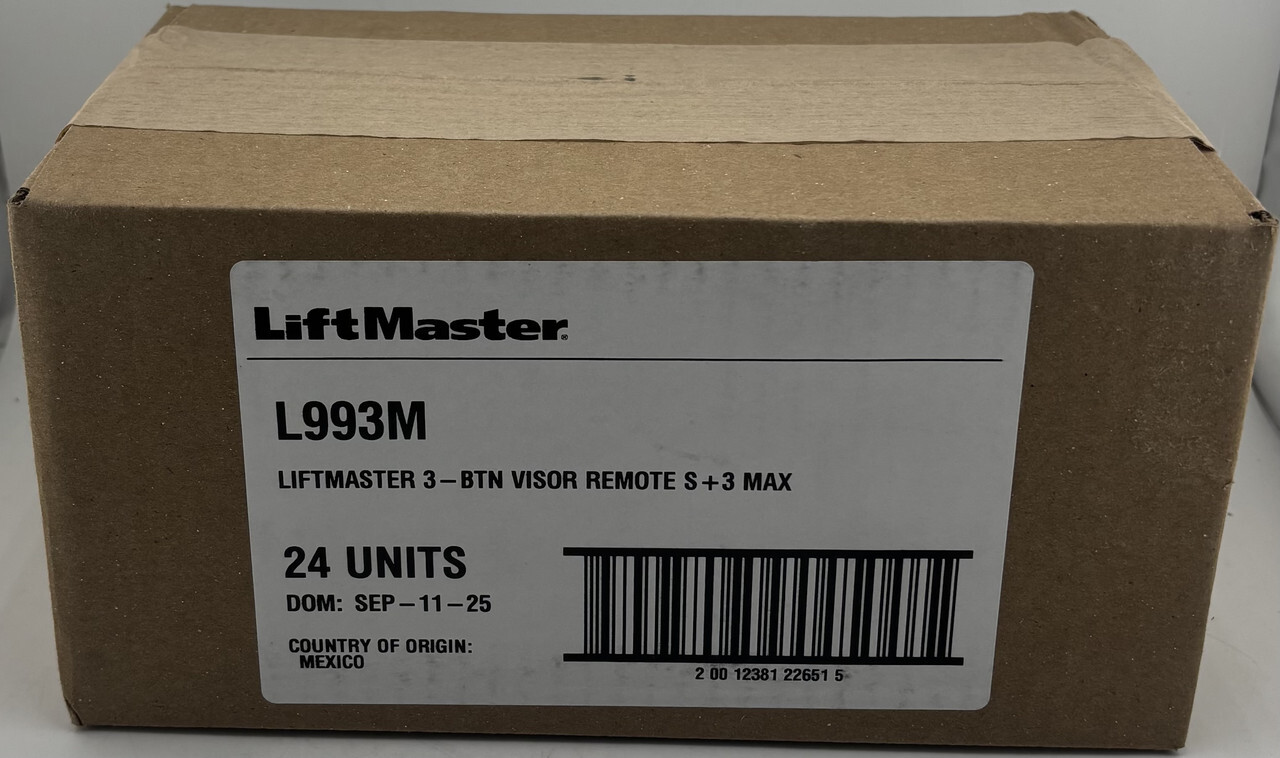 LiftMaster®
L993M
LIFTMASTER 3-BTN VISOR REMOTE S+3 MAX
24 UNITS
DOM: SEP-11-25
COUNTRY OF ORIGIN:
MEXICO
2 00 12381 22651 5